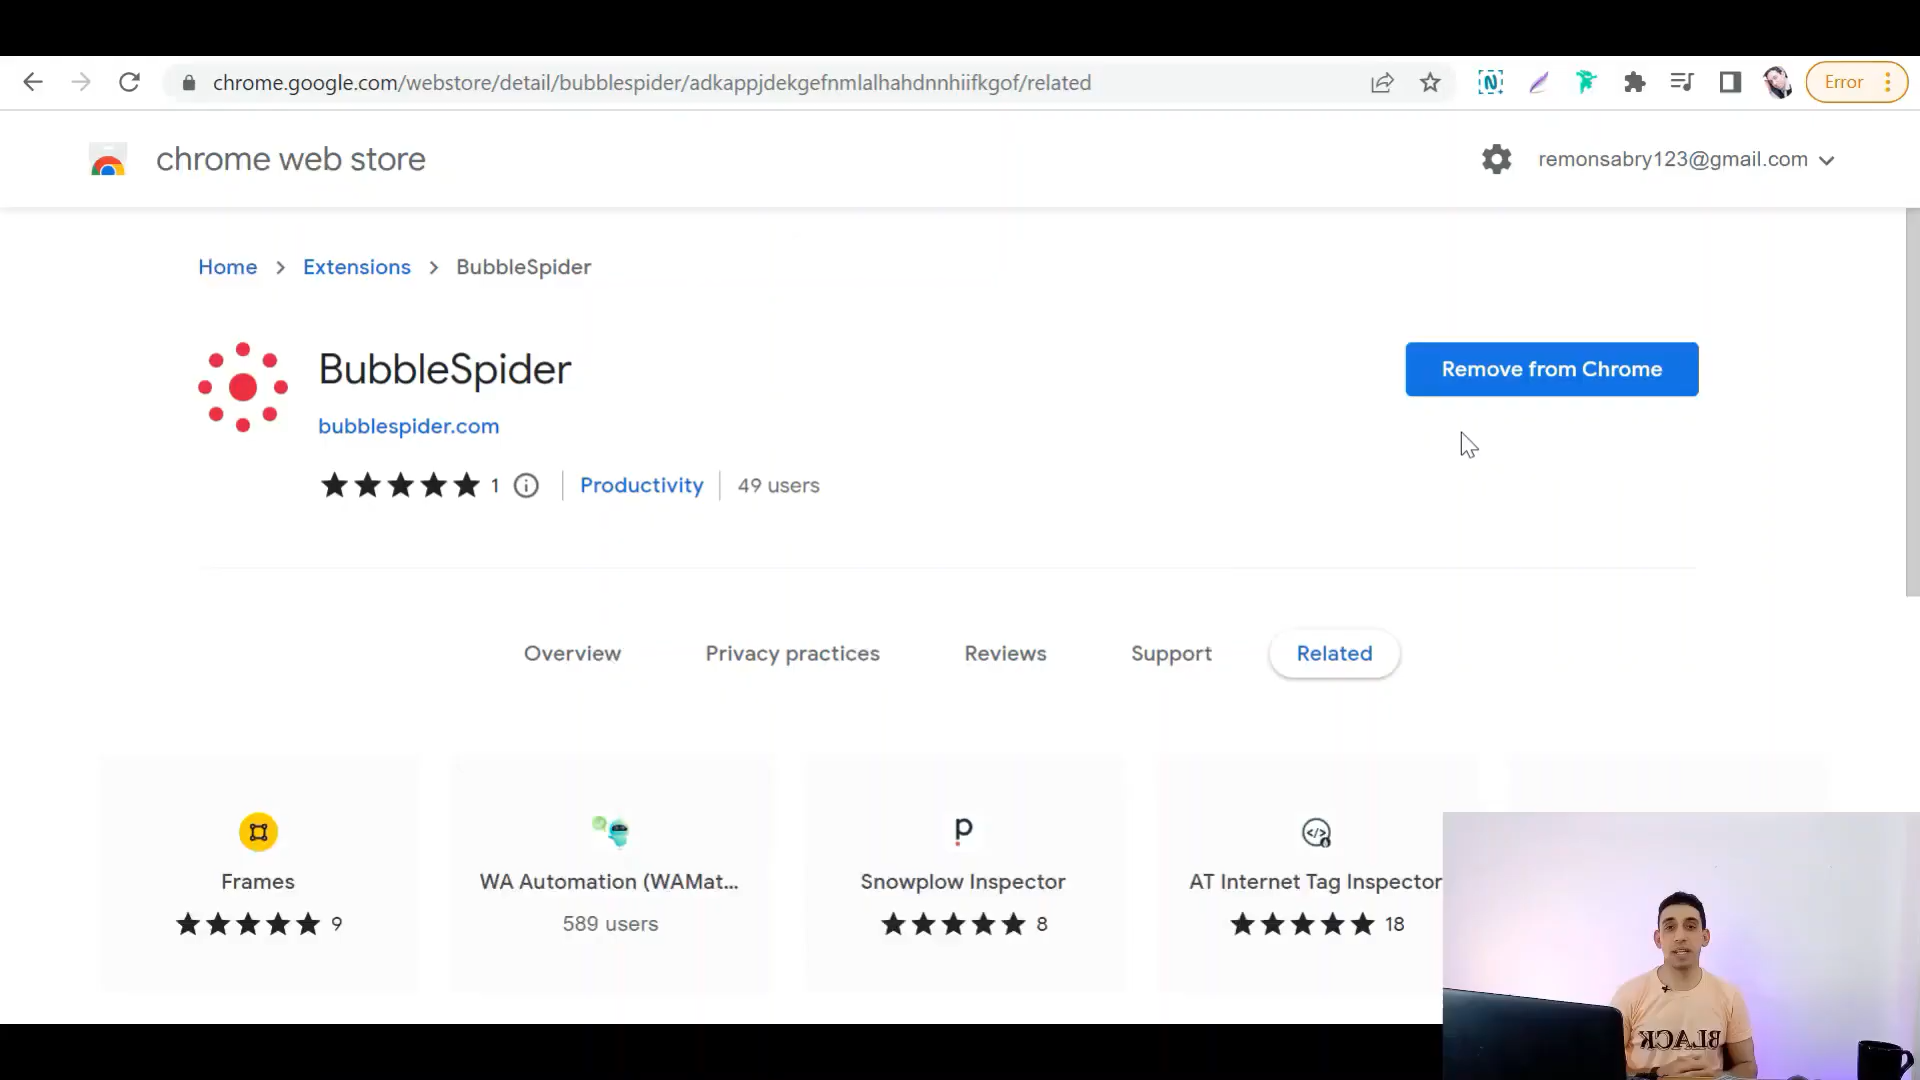 chrome.google.com/webstore/detail/bubblespider/adkappjdekgefnmlalhahdnnhiifkgof/related
Error
chrome web store
remonsabry123@gmail.com
Home > Extensions > BubbleSpider
BubbleSpider
Remove from Chrome
bubblespider.com
1 | Productivity | 49 users
Overview
Privacy practices
Reviews
Support
Related
Frames
9
WA Automation (WAMat...
589 users
Snowplow Inspector
8
AT Internet Tag Inspector
18
BLACK